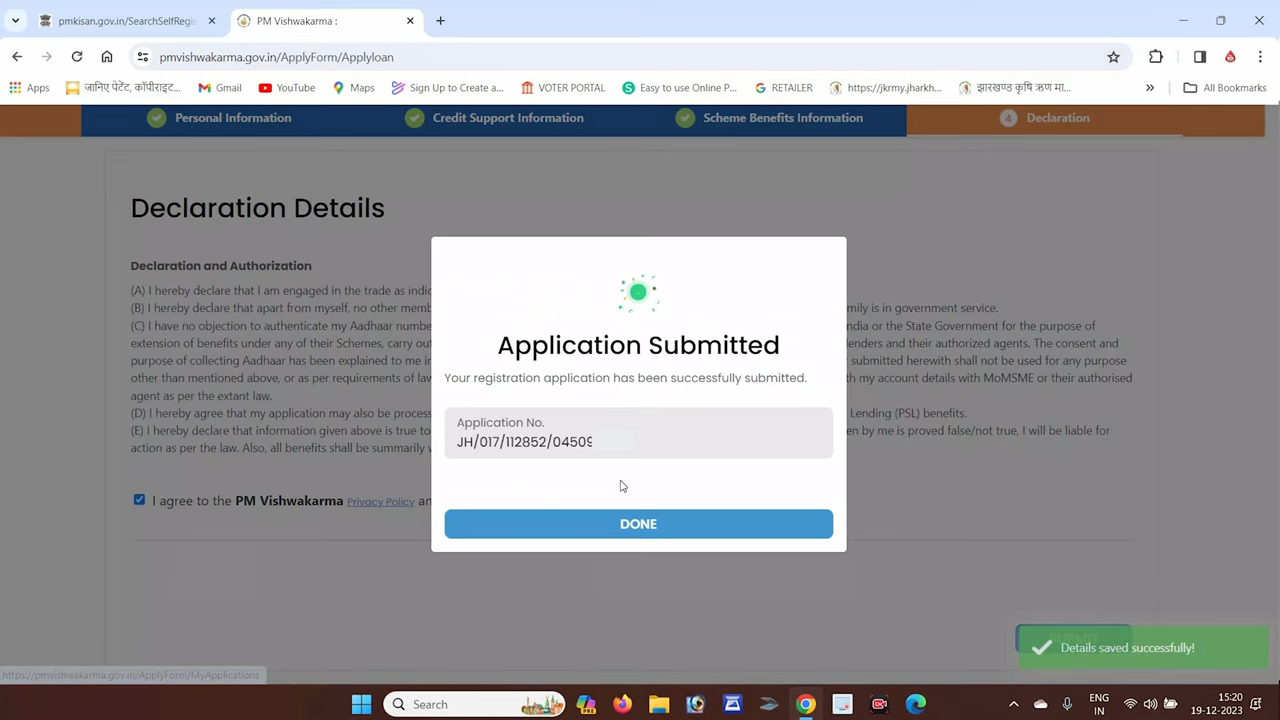 pmkisan.gov.in/SearchSelfRegi
PM Vishwakarma :
pmvishwakarma.gov.in/ApplyForm/Applyloan
Apps
जानिए पेटेंट, कॉपीराइट...
Gmail
YouTube
Maps
Sign Up to Create a...
VOTER PORTAL
Easy to use Online P...
RETAILER
https://jkrmy.jharkh...
झारखण्ड कृषि ऋण मा...
All Bookmarks
Personal Information
Credit Support Information
Scheme Benefits Information
4 Declaration
Declaration Details
Declaration and Authorization
(A) I hereby declare that I am engaged in the trade as indic
(B) I hereby declare that apart from myself, no other mem
mily is in government service.
(C) I have no objection to authenticate my Aadhaar numbe
ndia or the State Government for the purpose of
extension of benefits under any of their Schemes, carry out
enders and their authorized agents. The consent and
purpose of collecting Aadhaar has been explained to me i
submitted herewith shall not be used for any purpose
other than mentioned above, or as per requirements of law
h my account details with MoMSME or their authorised
agent as per the extant law.
(D) I hereby agree that my application may also be proces
Lending (PSL) benefits.
(E) I hereby declare that information given above is true to
n by me is proved false/not true, I will be liable for
action as per the law. Also, all benefits shall be summarily
I agree to the PM Vishwakarma Privacy Policy an
Application Submitted
Your registration application has been successfully submitted.
Application No.
JH/017/112852/04509
DONE
Details saved successfully!
https://pmvishwakarma.gov.in/ApplyForm/MyApplications
Search
PRE
ENG
IN
15:20
19-12-2023